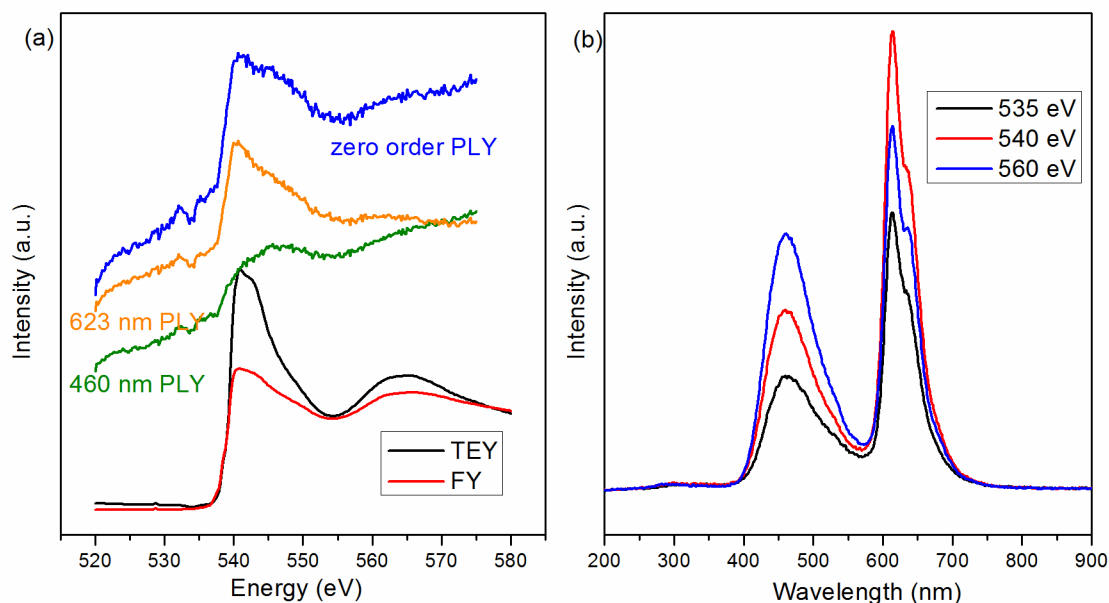 (a)
zero order PLY
623 nm PLY
460 nm PLY
TEY
FY
Intensity (a.u.)
520 530 540 550 560 570 580
Energy (eV)
(b)
535 eV
540 eV
560 eV
Intensity (a.u.)
200 300 400 500 600 700 800 900
Wavelength (nm)